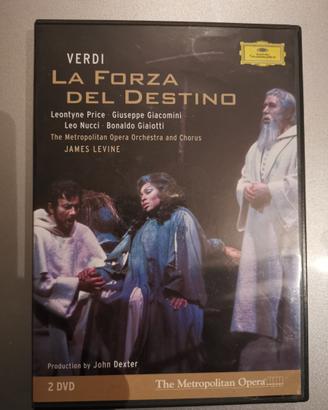 VERDI
LA FORZA
DEL DESTINO
Leontyne Price · Giuseppe Giacomini
Leo Nucci · Bonaldo Giaiotti
The Metropolitan Opera Orchestra and Chorus
JAMES LEVINE
Production by John Dexter
2 DVD
The Metropolitan Opera